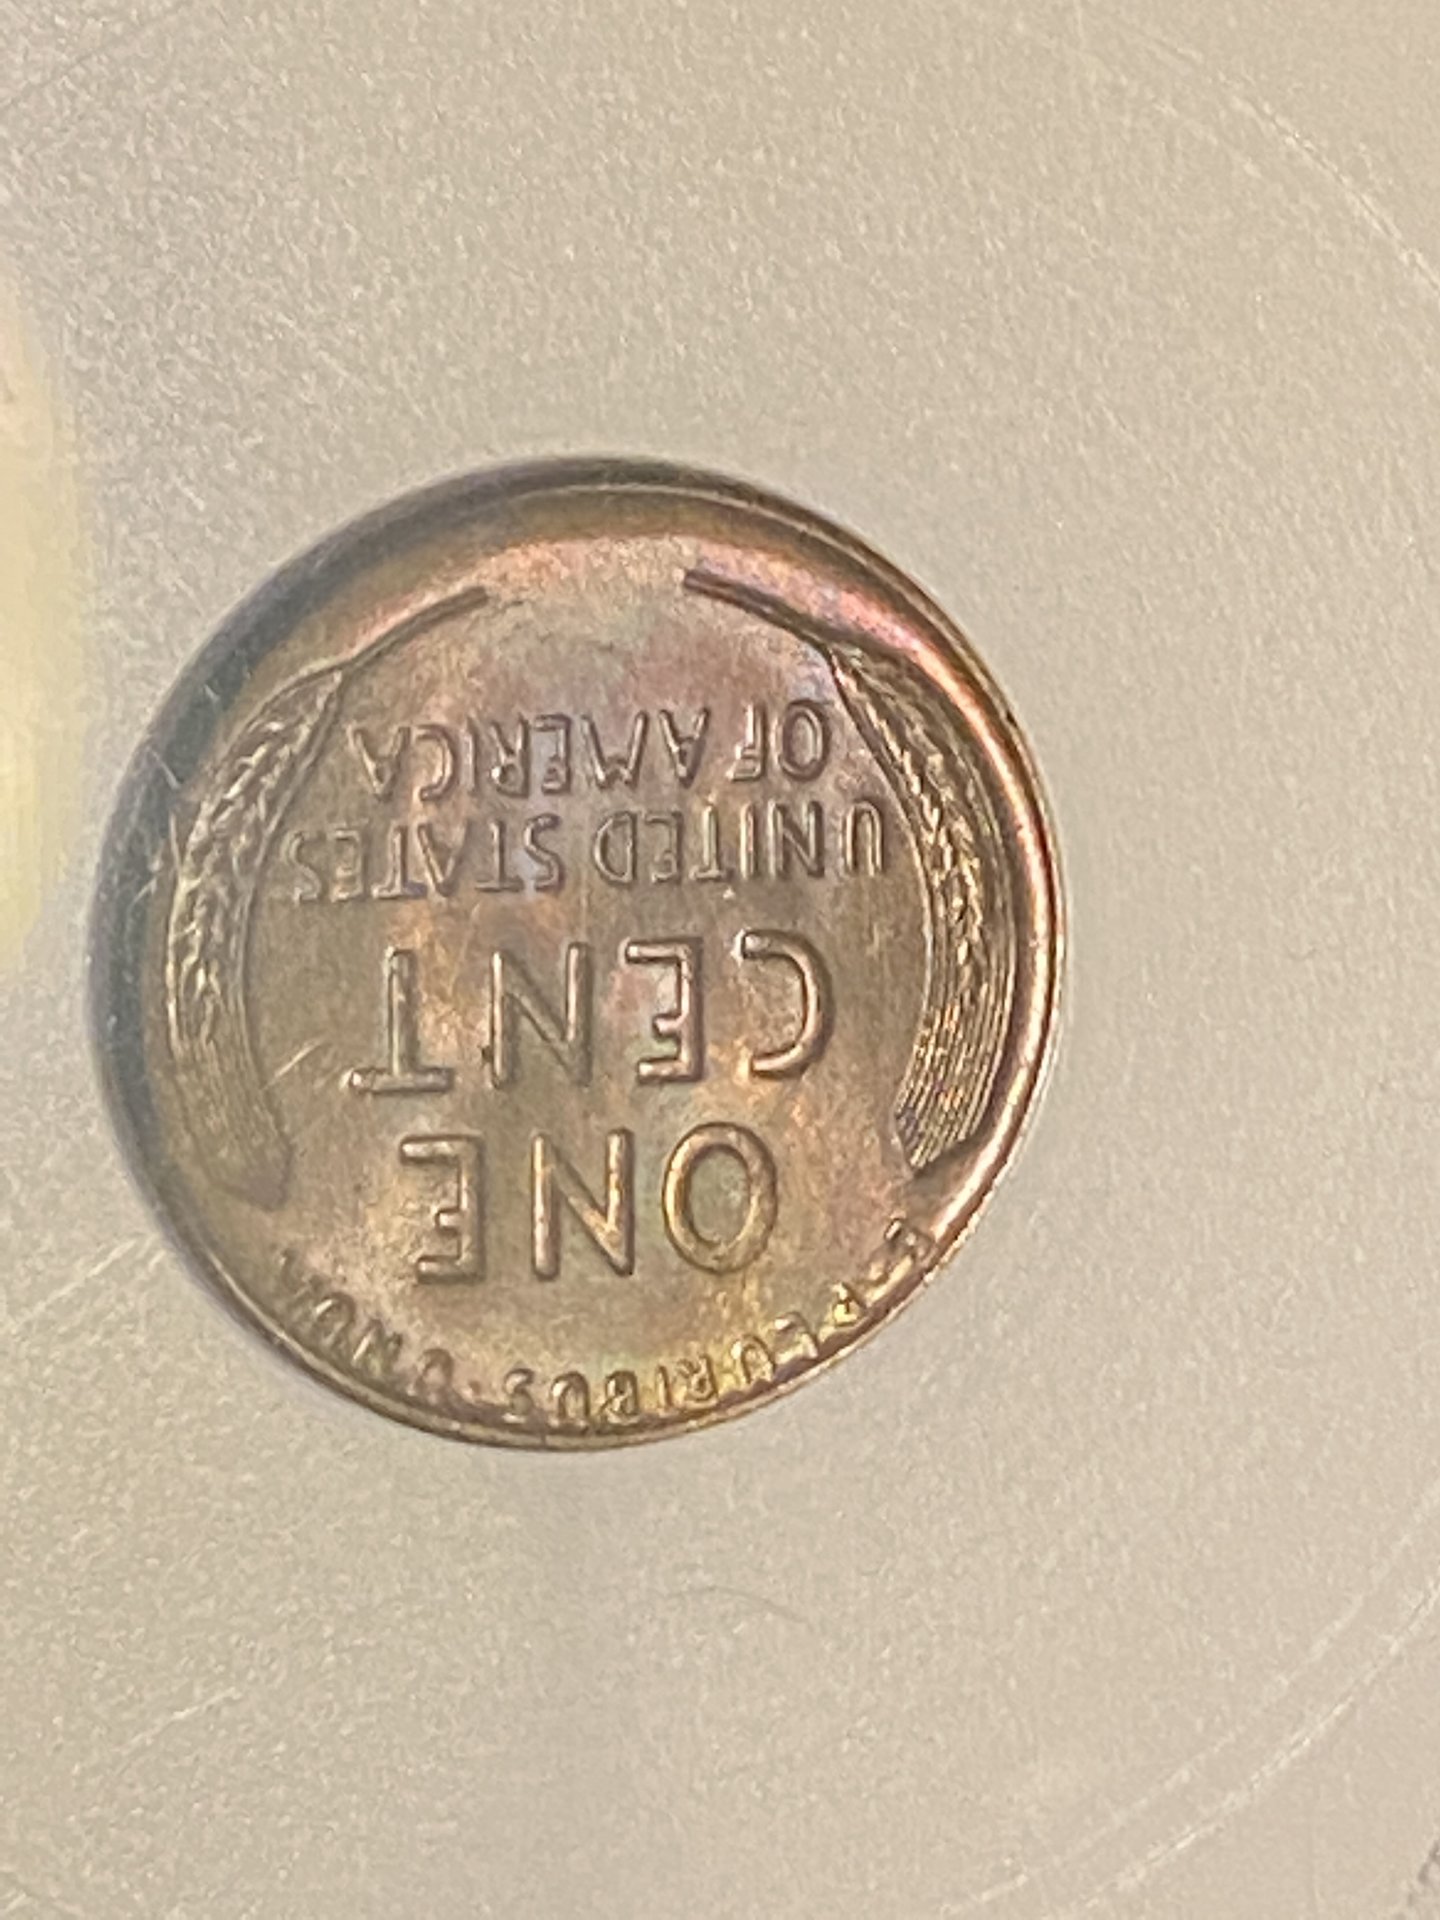 E·PLURIBUS·UNUM
ONE
CENT
UNITED STATES
OF AMERICA